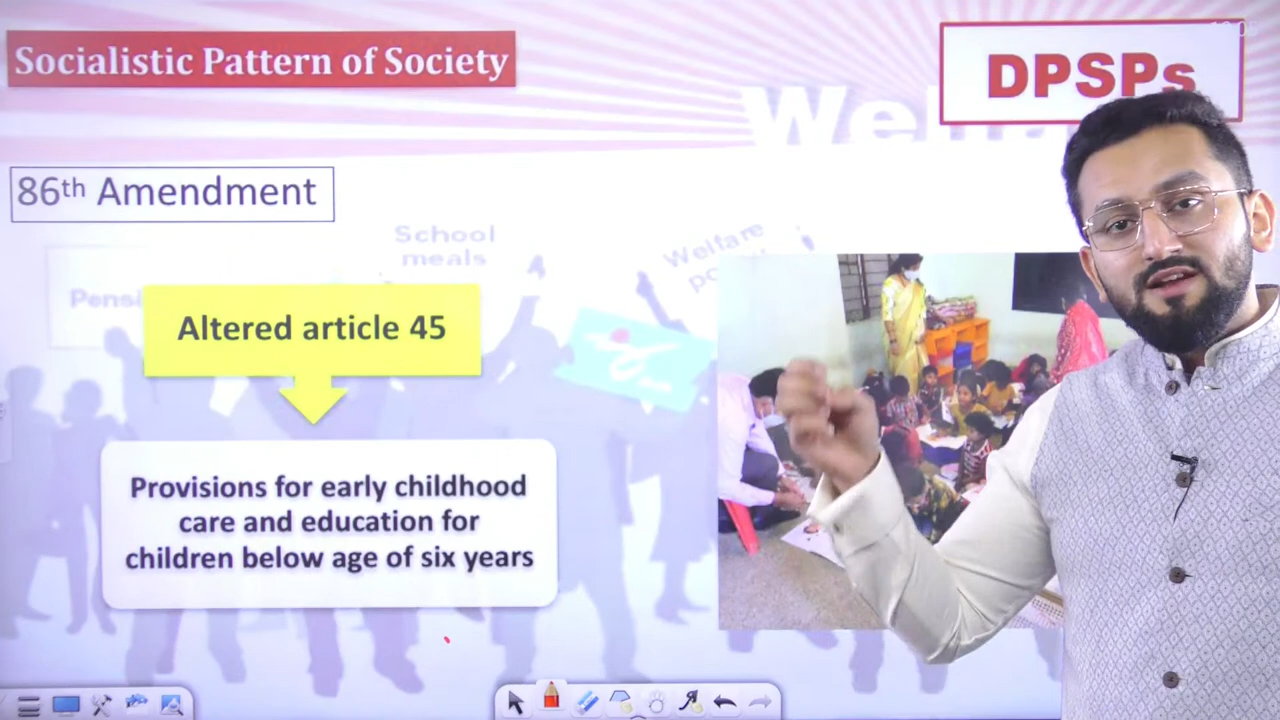 Socialistic Pattern of Society
DPSPs
86th Amendment
School
meals
Welfare
Altered article 45
Provisions for early childhood
care and education for
children below age of six years